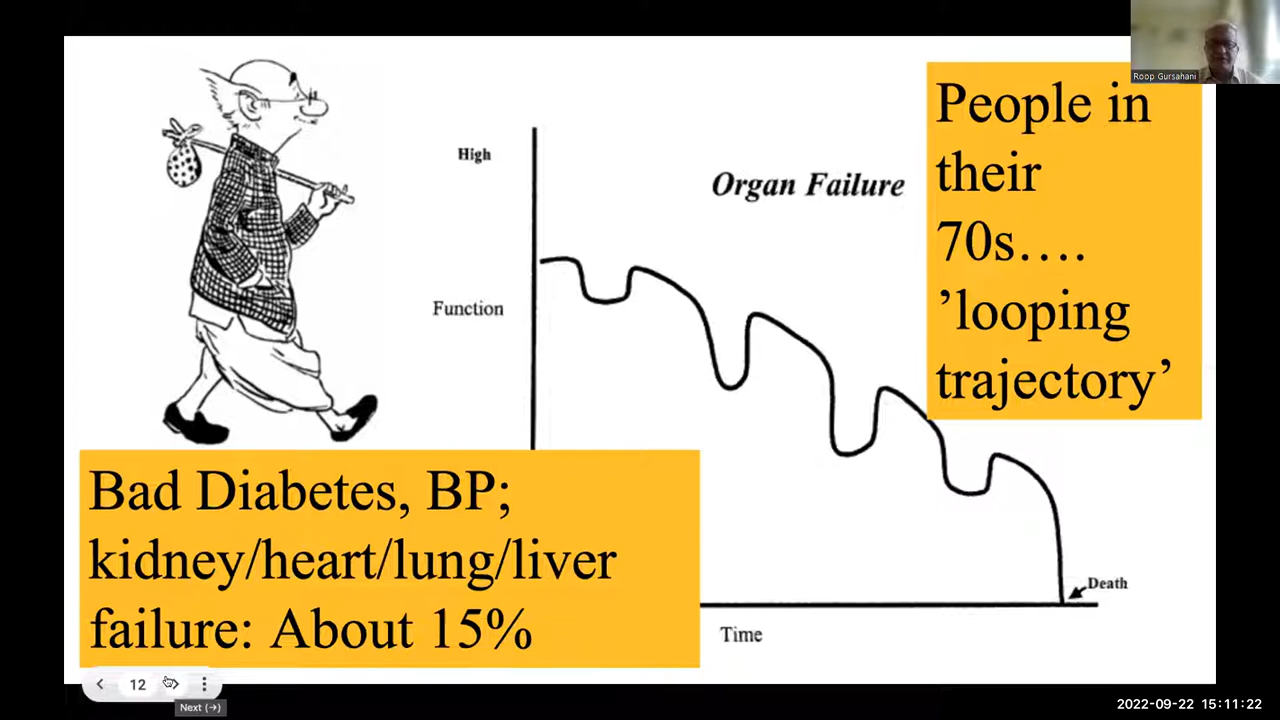 Roop Gursahani
People in
their
70s….
’looping
trajectory’
High
Organ Failure
Function
Bad Diabetes, BP;
kidney/heart/lung/liver
failure: About 15%
Death
Time
12
Next (→)
2022-09-22 15:11:22